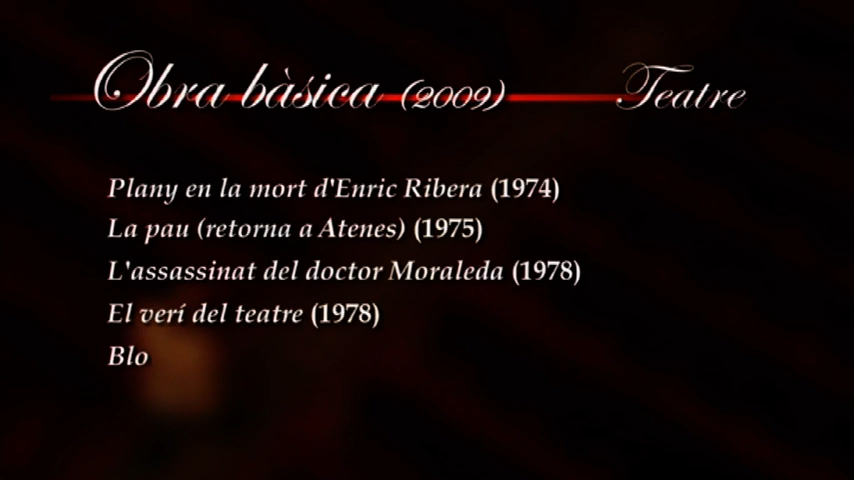 Obra bàsica (2009) Teatre
Plany en la mort d'Enric Ribera (1974)
La pau (retorna a Atenes) (1975)
L'assassinat del doctor Moraleda (1978)
El verí del teatre (1978)
Blo